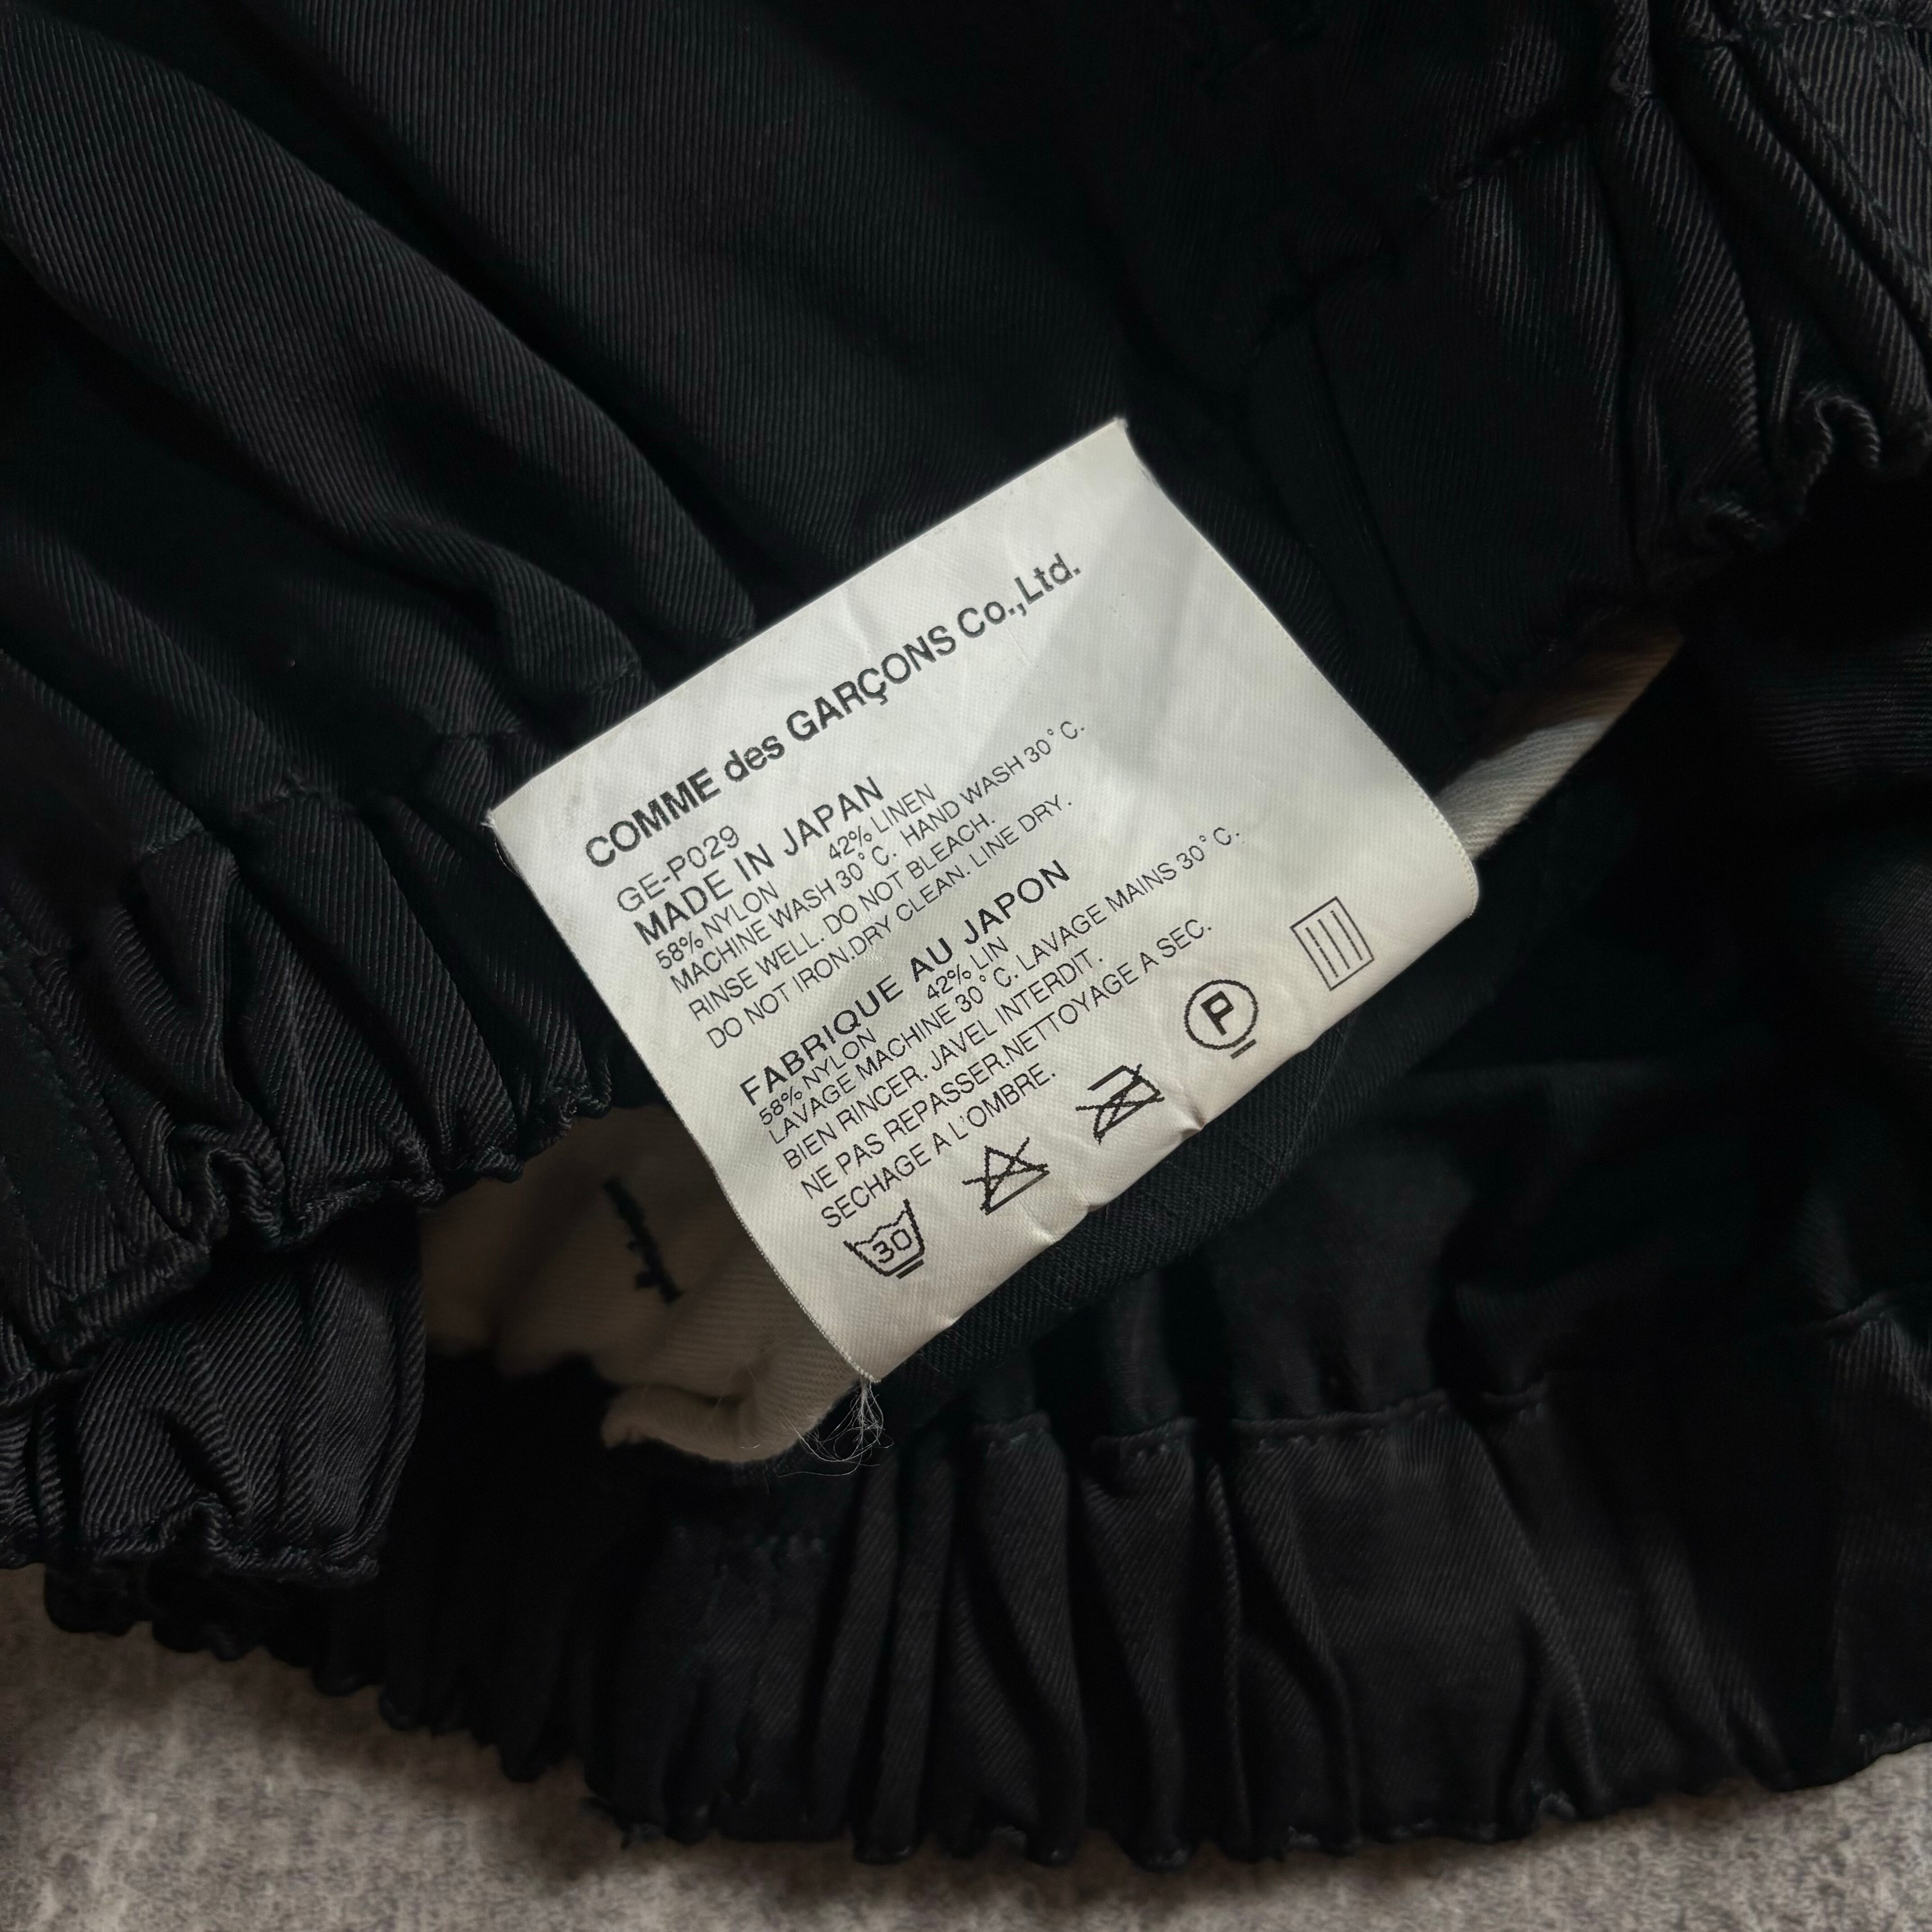 COMME des GARÇONS Co.,Ltd.
GE-P029
MADE IN JAPAN
58% NYLON 42% LINEN
MACHINE WASH 30°C. HAND WASH 30°C.
RINSE WELL. DO NOT BLEACH.
DO NOT IRON.DRY CLEAN. LINE DRY.
FABRIQUE AU JAPON
58% NYLON 42% LIN
LAVAGE MACHINE 30°C. LAVAGE MAINS 30°C.
BIEN RINCER. JAVEL INTERDIT.
NE PAS REPASSER.NETTOYAGE A SEC.
SECHAGE A L'OMBRE.
30
P